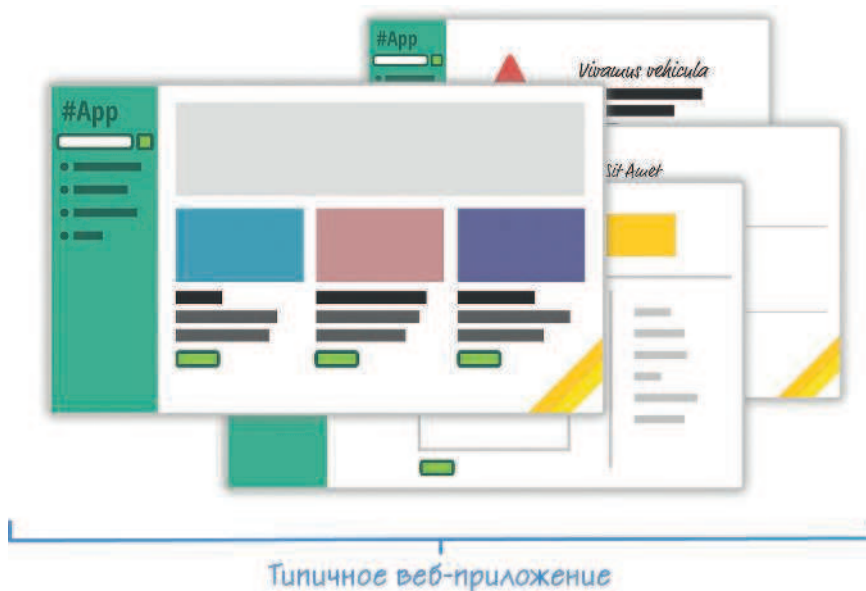 #App
Vivamus vehicula
#App
Sit Amet
Типичное веб-приложение